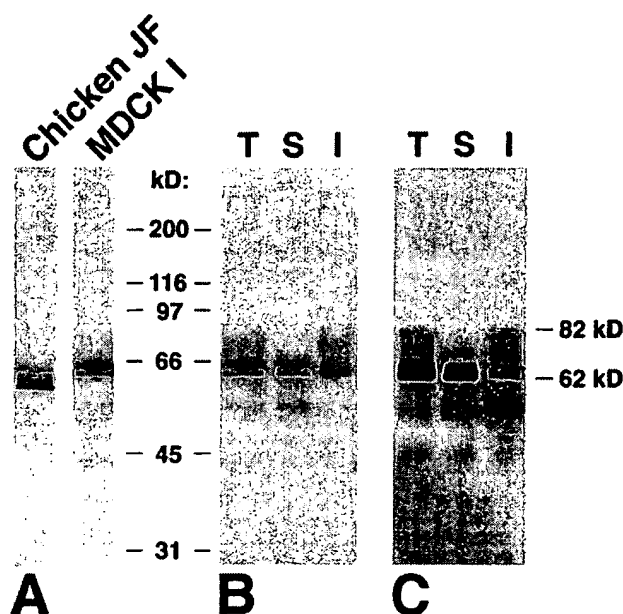 Chicken JF
MDCK I
T S I
T S I
kD:
200
116
97
66
45
31
82 kD
62 kD
A
B
C